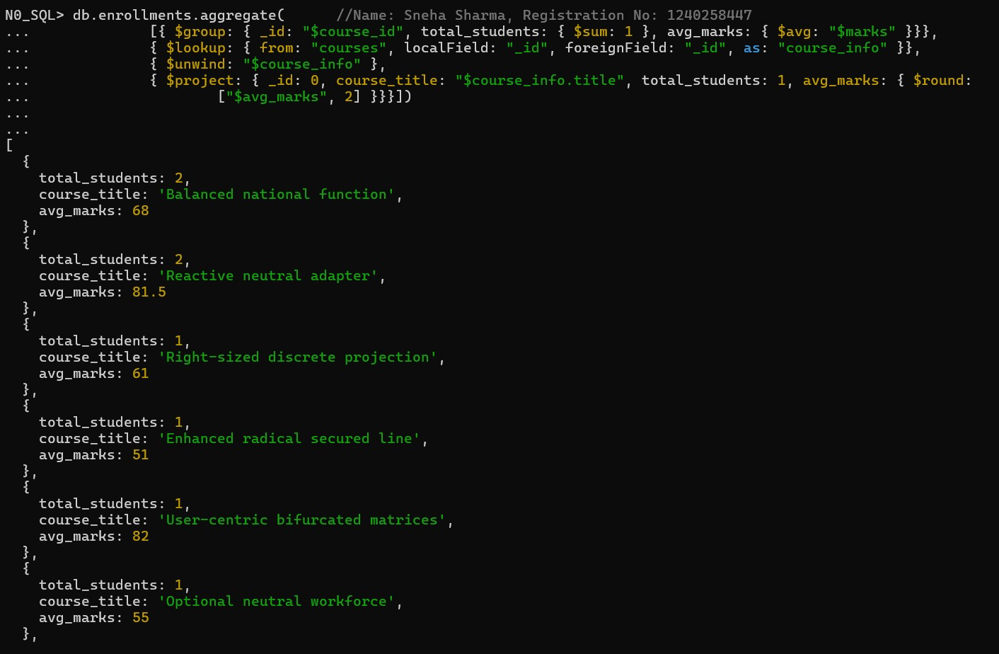 N0_SQL> db.enrollments.aggregate(      //Name: Sneha Sharma, Registration No: 1240258447
...              [{ $group: { _id: "$course_id", total_students: { $sum: 1 }, avg_marks: { $avg: "$marks" }}},
...              { $lookup: { from: "courses", localField: "_id", foreignField: "_id", as: "course_info" }},
...              { $unwind: "$course_info" },
...              { $project: { _id: 0, course_title: "$course_info.title", total_students: 1, avg_marks: { $round:
...                      ["$avg_marks", 2] }}}])
...
...
[
  {
    total_students: 2,
    course_title: 'Balanced national function',
    avg_marks: 68
  },
  {
    total_students: 2,
    course_title: 'Reactive neutral adapter',
    avg_marks: 81.5
  },
  {
    total_students: 1,
    course_title: 'Right-sized discrete projection',
    avg_marks: 61
  },
  {
    total_students: 1,
    course_title: 'Enhanced radical secured line',
    avg_marks: 51
  },
  {
    total_students: 1,
    course_title: 'User-centric bifurcated matrices',
    avg_marks: 82
  },
  {
    total_students: 1,
    course_title: 'Optional neutral workforce',
    avg_marks: 55
  },